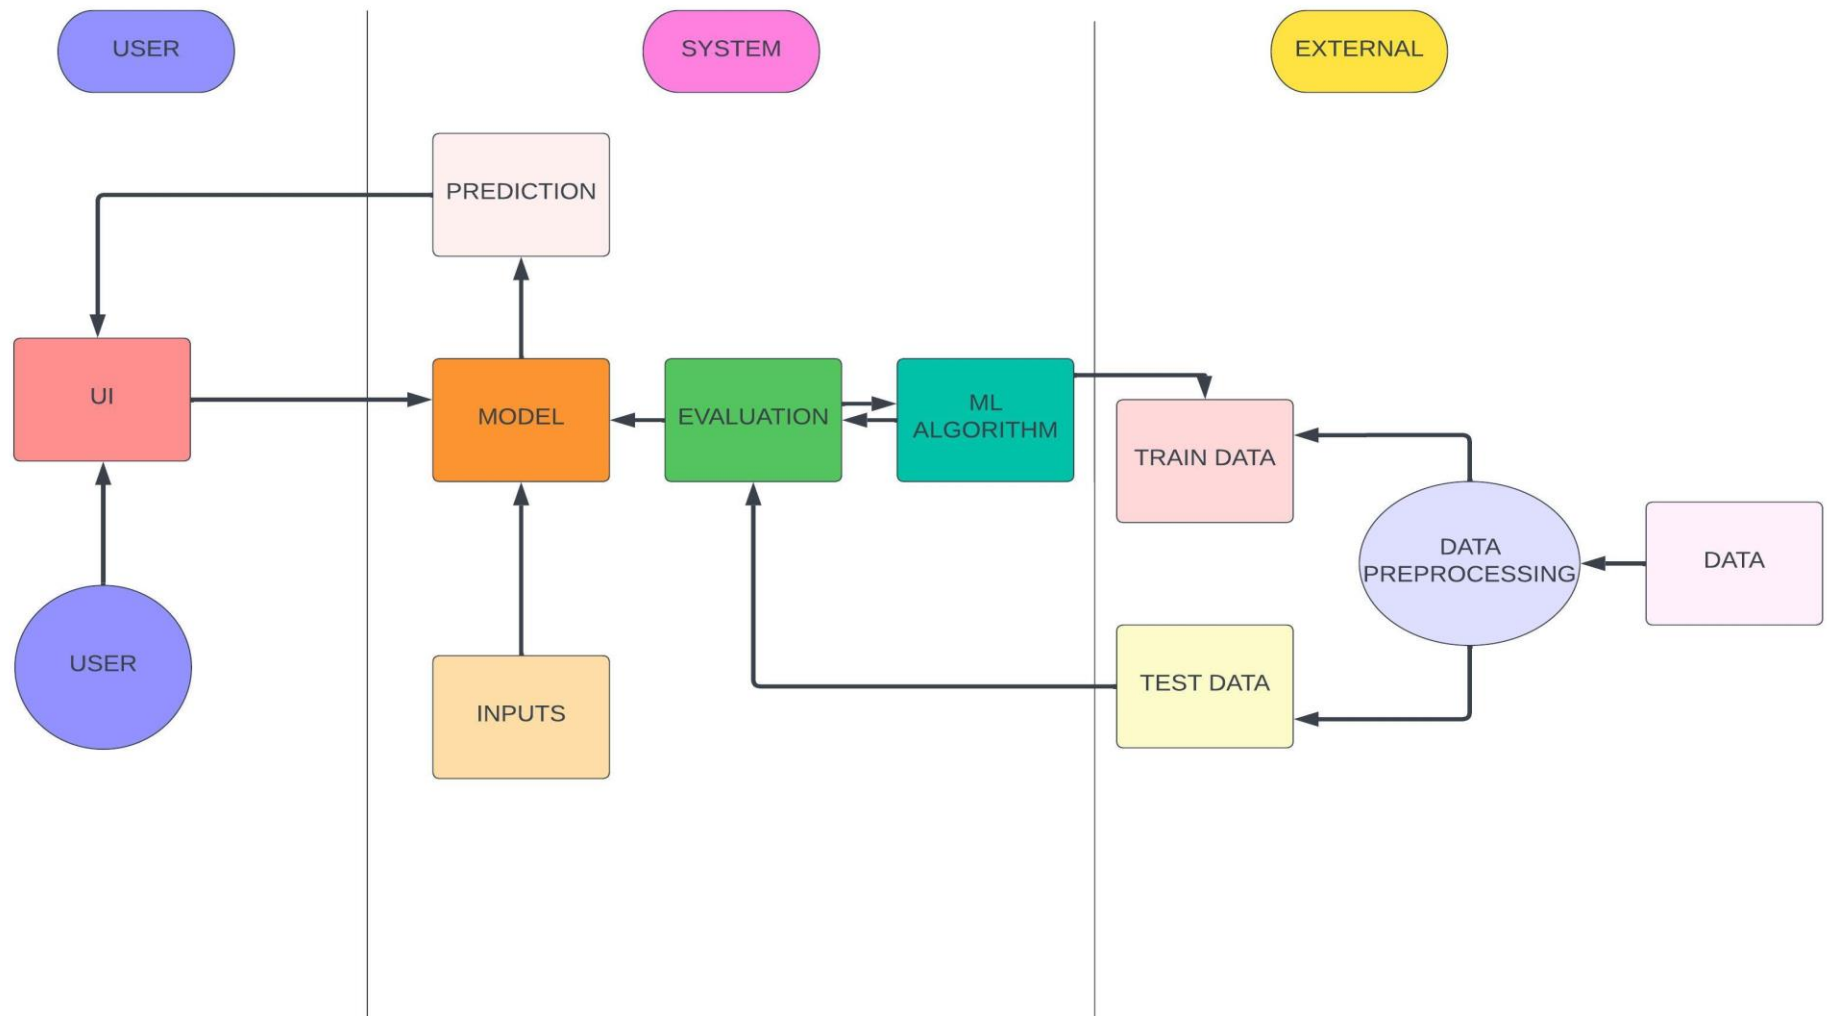 USER
SYSTEM
EXTERNAL
PREDICTION
UI
MODEL
EVALUATION
ML
ALGORITHM
TRAIN DATA
DATA
PREPROCESSING
DATA
USER
INPUTS
TEST DATA